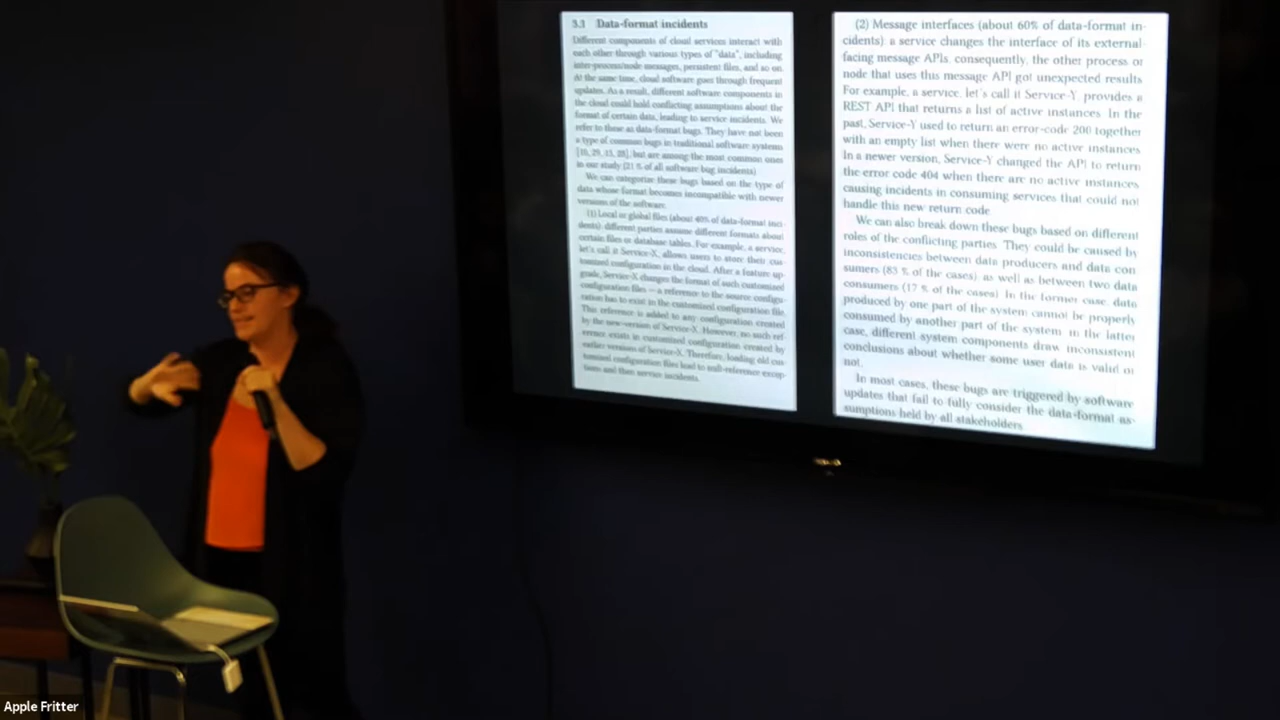 3.1 Data-format incidents
Different components of cloud services interact with
each other through various types of "data", including
inter-process/node messages, persistent files, and so on.
At the same time, cloud software goes through frequent
updates. As a result, different software components in
the cloud could hold conflicting assumptions about the
format of certain data, leading to service incidents. We
refer to these as data-format bugs. They have not been
a type of common bugs in traditional software systems
but are among the most common ones
in our study (21 % of all software bug incidents).
We can categorize these bugs based on the type of
data whose format becomes incompatible with newer
versions of the software.
(1) Local or global files (about 40% of data-format inci-
dents): different parties assume different formats about
certain files or database tables. For example, a service,
let's call it Service-X, allows users to store their cus-
tomized configuration in the cloud. After a feature up-
grade, Service-X changes the format of such customized
configuration files — a reference to the source configu-
ration has to exist in the customized configuration file.
This reference is added to any configuration created
by the new-version of Service-X. However, no such ref-
erence exists in customized configuration created by
earlier versions of Service-X. Therefore, loading old cus-
tomized configuration files lead to null-reference excep-
tions and then service incidents.
(2) Message interfaces (about 60% of data-format in-
cidents): a service changes the interface of its external-
facing message APIs, consequently, the other process or
node that uses this message API got unexpected results
For example, a service, let's call it Service-Y, provides a
REST API that returns a list of active instances. In the
past, Service-Y used to return an error-code 200 together
with an empty list when there were no active instances
In a newer version, Service-Y changed the API to return
the error code 404 when there are no active instances
causing incidents in consuming services that could not
handle this new return code.
We can also break down these bugs based on different
roles of the conflicting parties. They could be caused by
inconsistencies between data producers and data con
sumers (83 % of the cases), as well as between two data
consumers (17 % of the cases). In the former case, data
produced by one part of the system cannot be properly
consumed by another part of the system, in the latter
case, different system components draw inconsistent
conclusions about whether some user data is valid or
not.
In most cases, these bugs are triggered by software
updates that fail to fully consider the data-format as-
sumptions held by all stakeholders
Apple Fritter